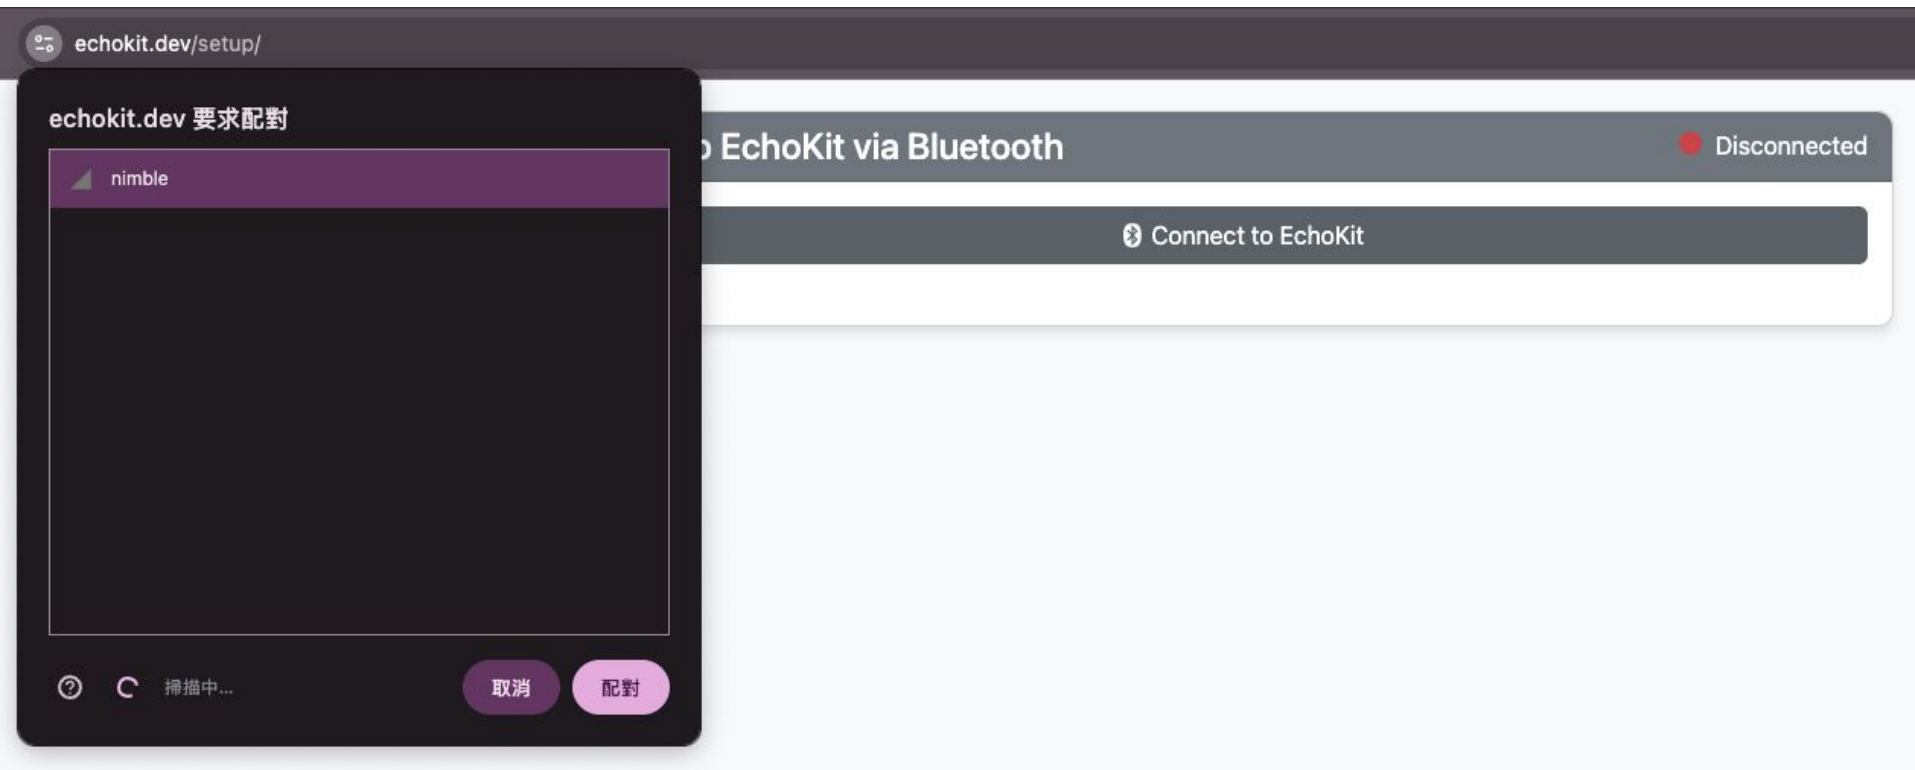 echokit.dev/setup/
echokit.dev 要求配對
nimble
掃描中...
取消
配對
EchoKit via Bluetooth
Disconnected
Connect to EchoKit